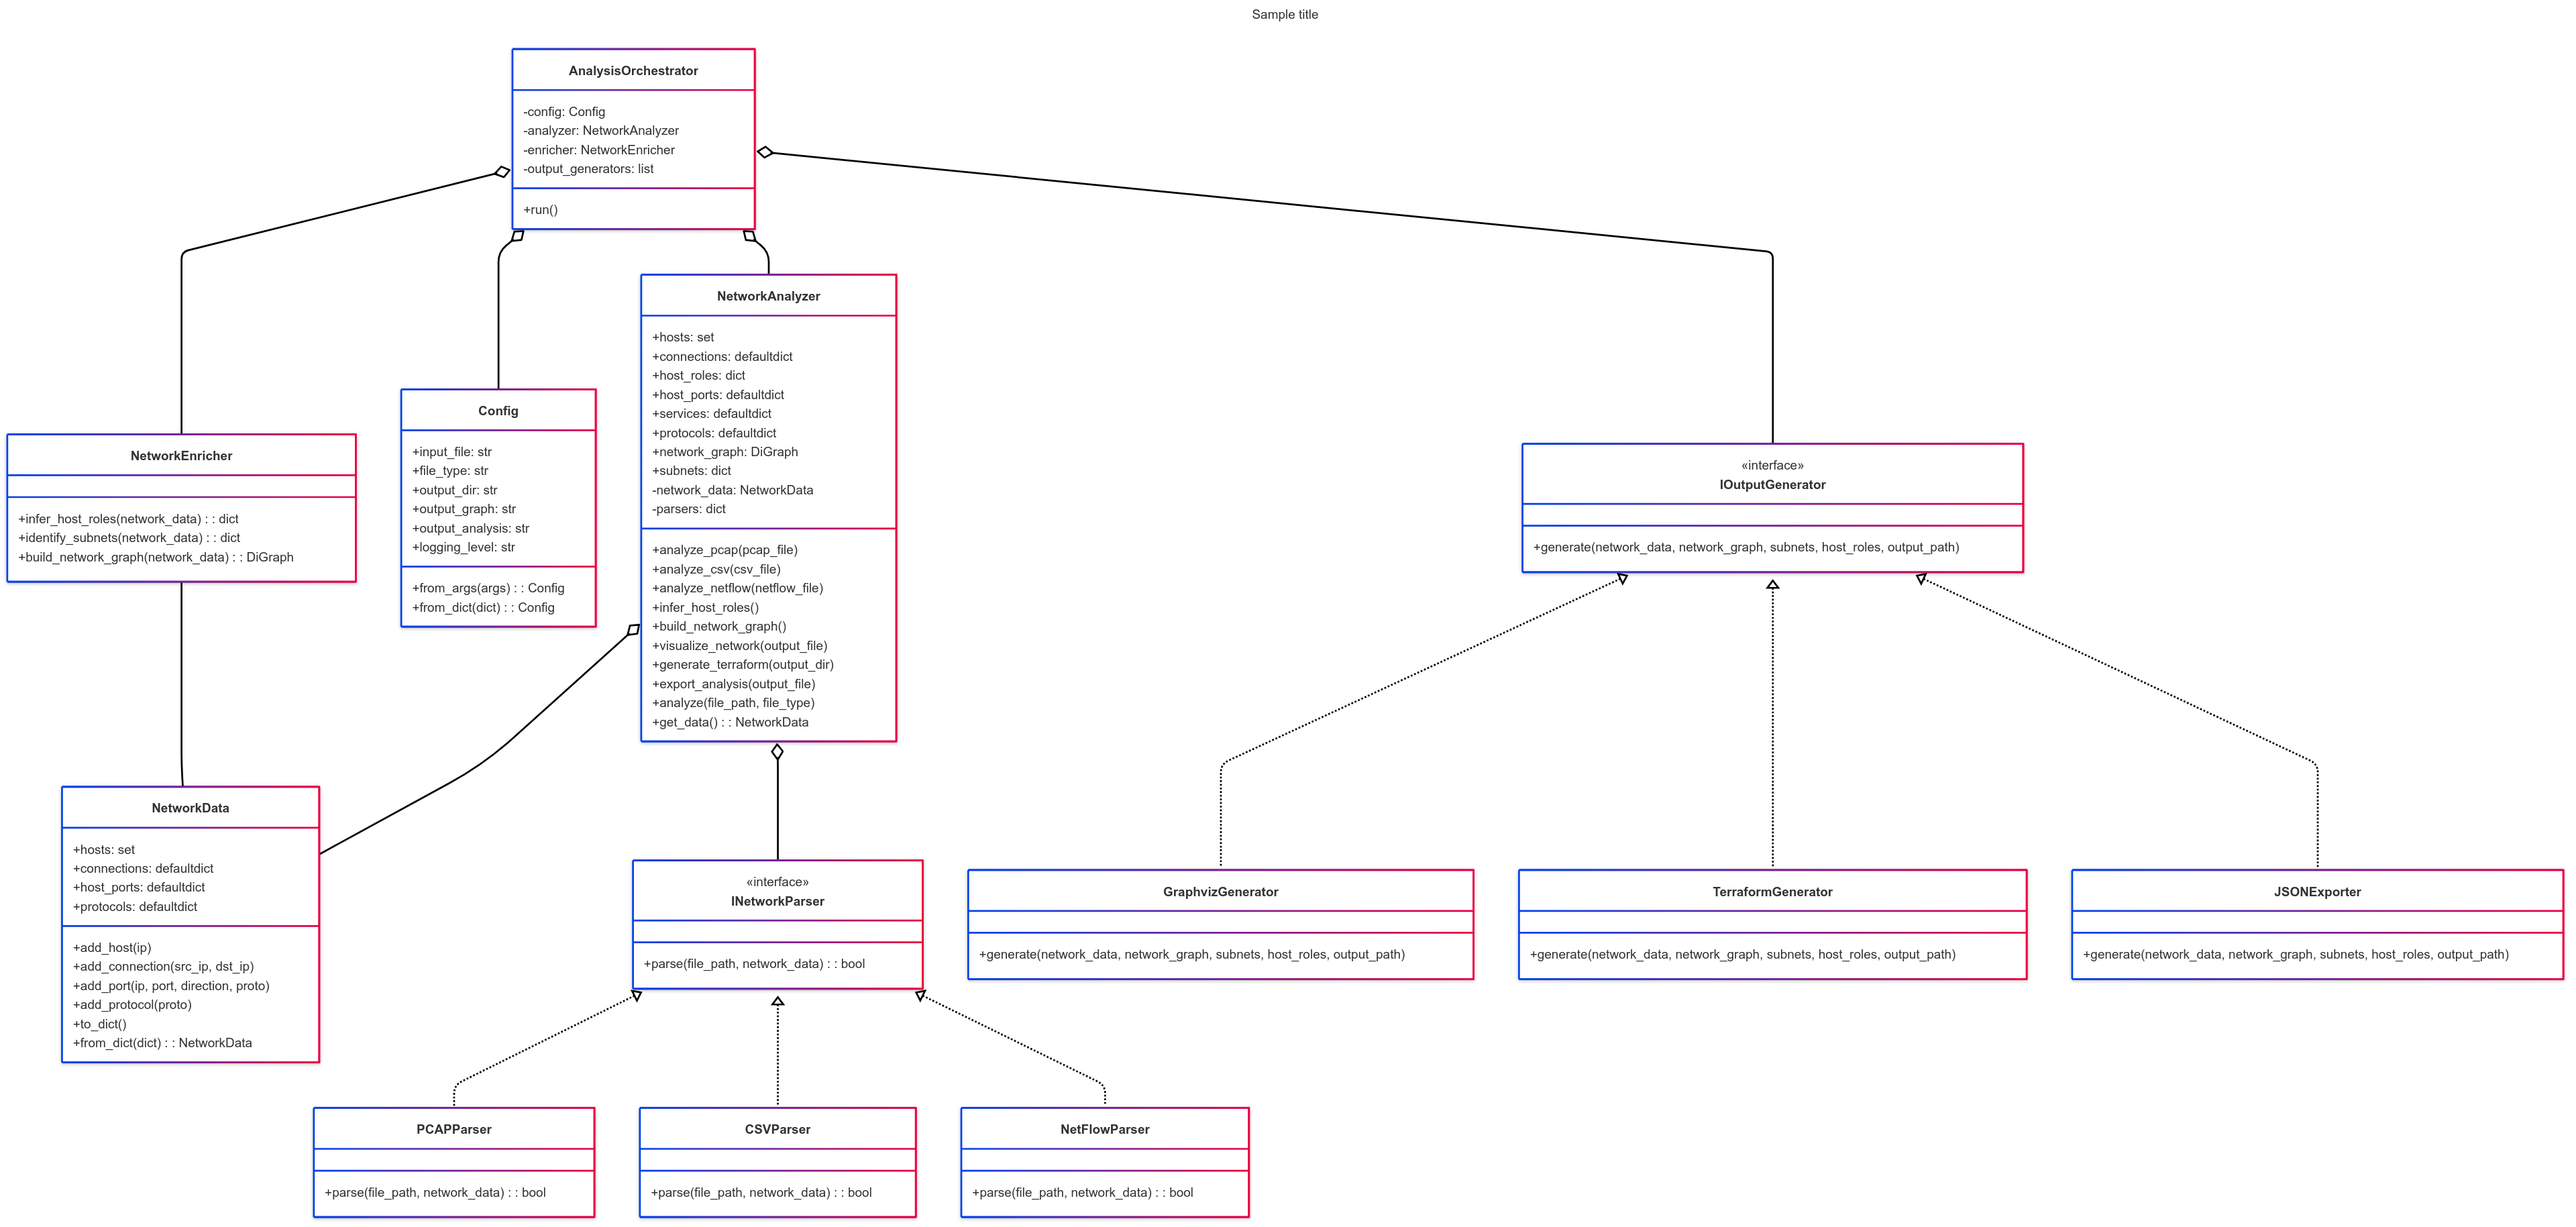 Sample title
AnalysisOrchestrator
-config: Config
-analyzer: NetworkAnalyzer
-enricher: NetworkEnricher
-output_generators: list
+run()
NetworkAnalyzer
+hosts: set
+connections: defaultdict
+host_roles: dict
+host_ports: defaultdict
+services: defaultdict
+protocols: defaultdict
+network_graph: DiGraph
+subnets: dict
-network_data: NetworkData
-parsers: dict
+analyze_pcap(pcap_file)
+analyze_csv(csv_file)
+analyze_netflow(netflow_file)
+infer_host_roles()
+build_network_graph()
+visualize_network(output_file)
+generate_terraform(output_dir)
+export_analysis(output_file)
+analyze(file_path, file_type)
+get_data() : : NetworkData
Config
+input_file: str
+file_type: str
+output_dir: str
+output_graph: str
+output_analysis: str
+logging_level: str
+from_args(args) : : Config
+from_dict(dict) : : Config
NetworkEnricher
+infer_host_roles(network_data) : : dict
+identify_subnets(network_data) : : dict
+build_network_graph(network_data) : : DiGraph
«interface»
IOutputGenerator
+generate(network_data, network_graph, subnets, host_roles, output_path)
NetworkData
+hosts: set
+connections: defaultdict
+host_ports: defaultdict
+protocols: defaultdict
+add_host(ip)
+add_connection(src_ip, dst_ip)
+add_port(ip, port, direction, proto)
+add_protocol(proto)
+to_dict()
+from_dict(dict) : : NetworkData
«interface»
INetworkParser
+parse(file_path, network_data) : : bool
GraphvizGenerator
+generate(network_data, network_graph, subnets, host_roles, output_path)
TerraformGenerator
+generate(network_data, network_graph, subnets, host_roles, output_path)
JSONExporter
+generate(network_data, network_graph, subnets, host_roles, output_path)
PCAPParser
+parse(file_path, network_data) : : bool
CSVParser
+parse(file_path, network_data) : : bool
NetFlowParser
+parse(file_path, network_data) : : bool